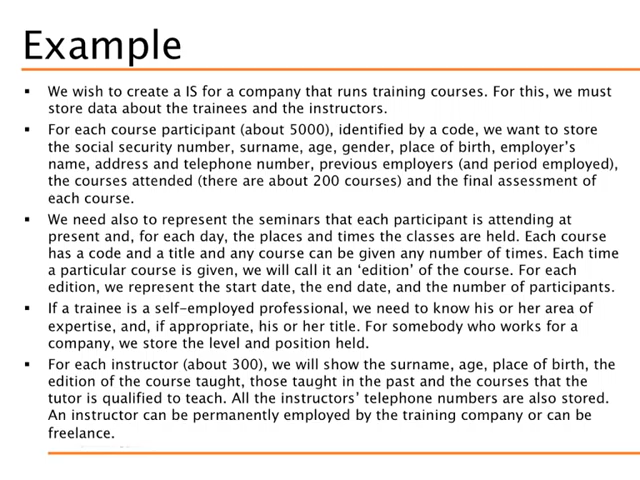 Example
▪ We wish to create a IS for a company that runs training courses. For this, we must
store data about the trainees and the instructors.
▪ For each course participant (about 5000), identified by a code, we want to store
the social security number, surname, age, gender, place of birth, employer's
name, address and telephone number, previous employers (and period employed),
the courses attended (there are about 200 courses) and the final assessment of
each course.
▪ We need also to represent the seminars that each participant is attending at
present and, for each day, the places and times the classes are held. Each course
has a code and a title and any course can be given any number of times. Each time
a particular course is given, we will call it an 'edition' of the course. For each
edition, we represent the start date, the end date, and the number of participants.
▪ If a trainee is a self-employed professional, we need to know his or her area of
expertise, and, if appropriate, his or her title. For somebody who works for a
company, we store the level and position held.
▪ For each instructor (about 300), we will show the surname, age, place of birth, the
edition of the course taught, those taught in the past and the courses that the
tutor is qualified to teach. All the instructors' telephone numbers are also stored.
An instructor can be permanently employed by the training company or can be
freelance.